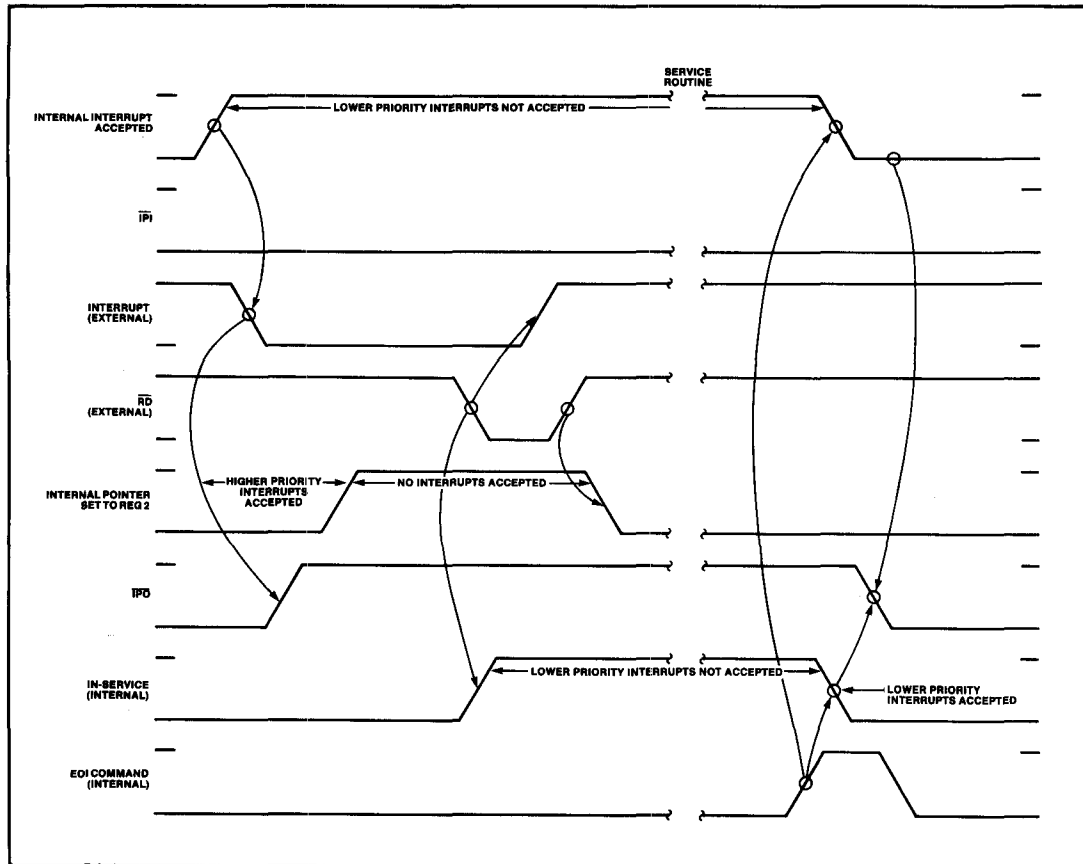 SERVICE
ROUTINE
LOWER PRIORITY INTERRUPTS NOT ACCEPTED
INTERNAL INTERRUPT
ACCEPTED
IPI
INTERRUPT
(EXTERNAL)
RD
(EXTERNAL)
HIGHER PRIORITY
INTERRUPTS
ACCEPTED
NO INTERRUPTS ACCEPTED
INTERNAL POINTER
SET TO REG 2
IPO
IN-SERVICE
(INTERNAL)
LOWER PRIORITY INTERRUPTS NOT ACCEPTED
LOWER PRIORITY
INTERRUPTS ACCEPTED
EOI COMMAND
(INTERNAL)